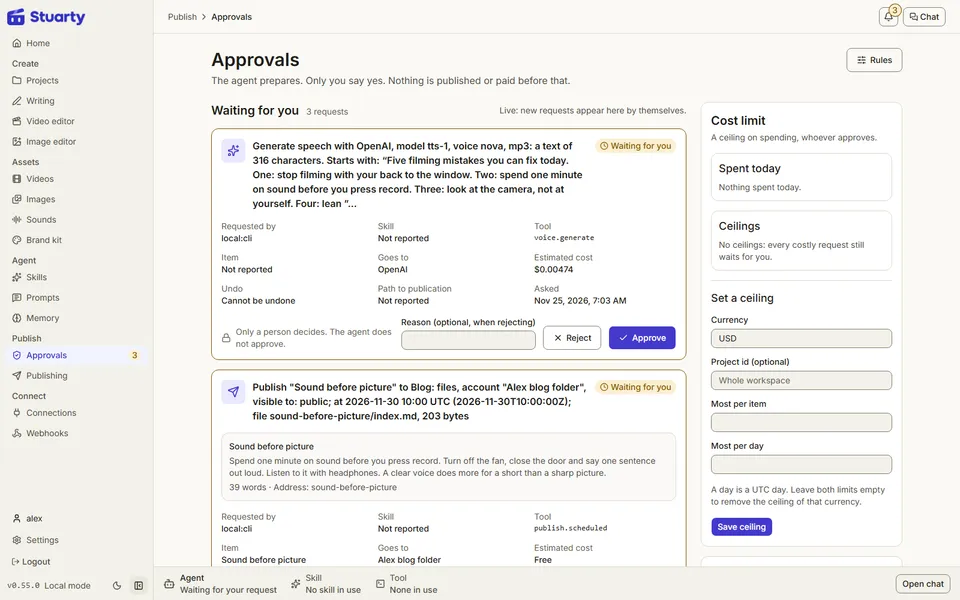 Stuarty
Home
Create
Projects
Writing
Video editor
Image editor
Assets
Videos
Images
Sounds
Brand kit
Agent
Skills
Prompts
Memory
Publish
Approvals 3
Publishing
Connect
Connections
Webhooks
alex
Settings
Logout
v0.55.0 Local mode
Publish > Approvals
3
Chat
Approvals
The agent prepares. Only you say yes. Nothing is published or paid before that.
Rules
Waiting for you 3 requests
Live: new requests appear here by themselves.
Generate speech with OpenAI, model tts-1, voice nova, mp3: a text of
316 characters. Starts with: “Five filming mistakes you can fix today.
One: stop filming with your back to the window. Two: spend one minute
on sound before you press record. Three: look at the camera, not at
yourself. Four: lean “…
Waiting for you
Requested by
local:cli
Skill
Not reported
Tool
voice.generate
Item
Not reported
Goes to
OpenAI
Estimated cost
$0.00474
Undo
Cannot be undone
Path to publication
Not reported
Asked
Nov 25, 2026, 7:03 AM
Only a person decides. The agent does
not approve.
Reason (optional, when rejecting)
Reject
Approve
Publish "Sound before picture" to Blog: files, account "Alex blog folder",
visible to: public; at 2026-11-30 10:00 UTC (2026-11-30T10:00:00Z);
file sound-before-picture/index.md, 203 bytes
Waiting for you
Sound before picture
Spend one minute on sound before you press record. Turn off the fan, close the door and say one sentence
out loud. Listen to it with headphones. A clear voice does more for a short than a sharp picture.
39 words · Address: sound-before-picture
Requested by
local:cli
Skill
Not reported
Tool
publish.scheduled
Item
Sound before picture
Goes to
Alex blog folder
Estimated cost
Free
Cost limit
A ceiling on spending, whoever approves.
Spent today
Nothing spent today.
Ceilings
No ceilings: every costly request still
waits for you.
Set a ceiling
Currency
USD
Project id (optional)
Whole workspace
Most per item
Most per day
A day is a UTC day. Leave both limits empty
to remove the ceiling of that currency.
Save ceiling
Agent
Waiting for your request
Skill
No skill in use
Tool
None in use
Open chat